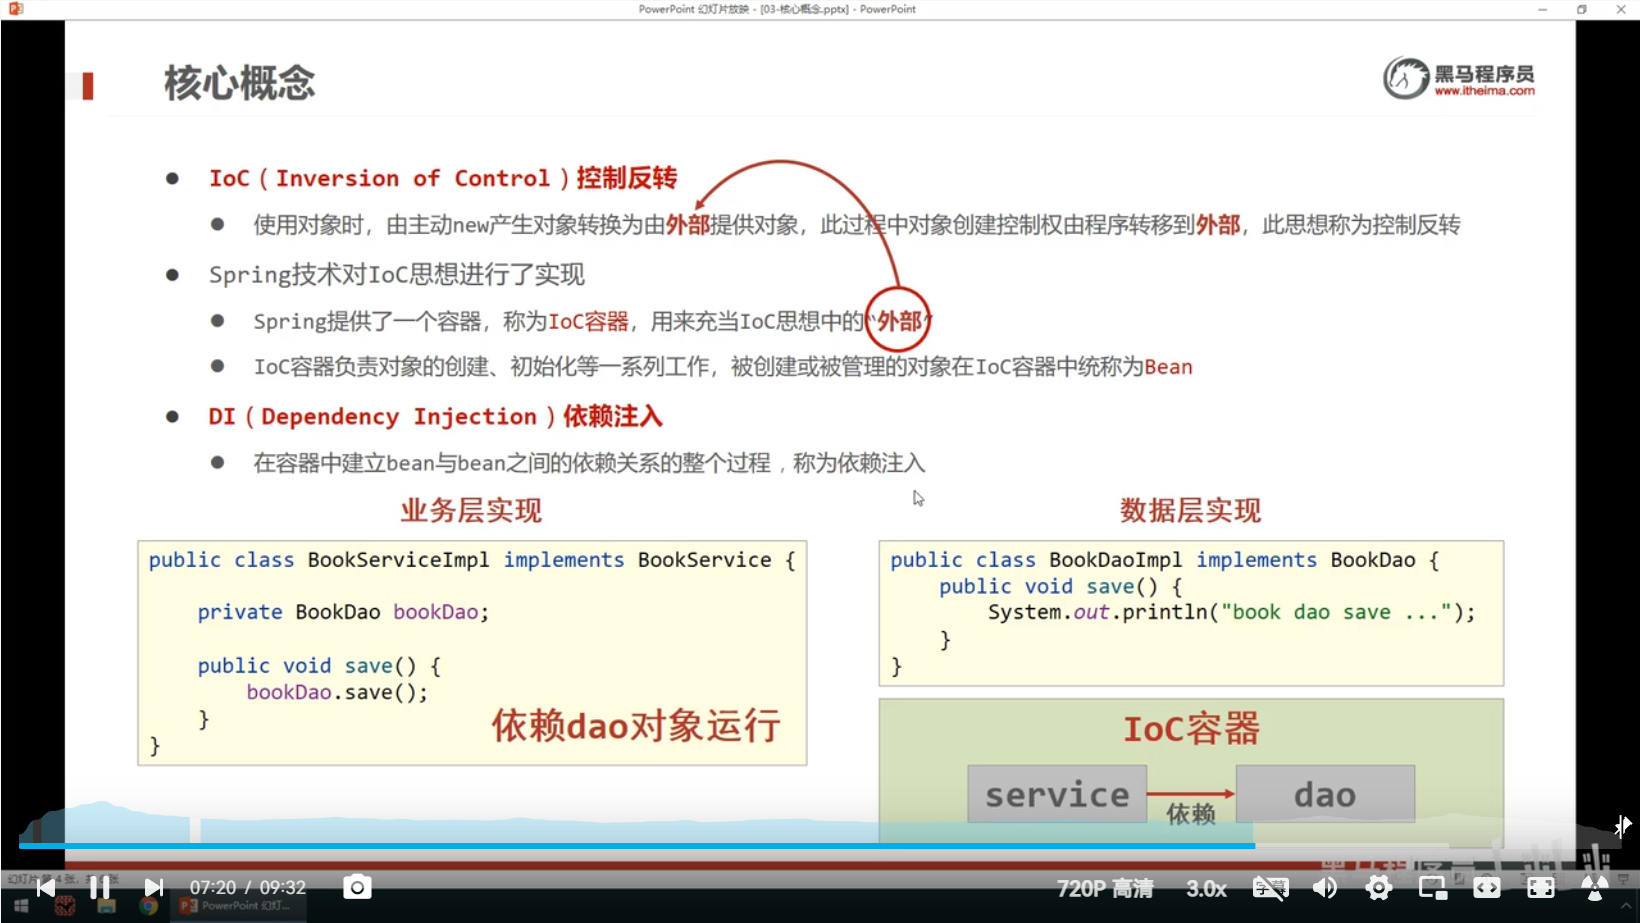 PowerPoint 幻灯片放映 - [03-核心概念.pptx] - PowerPoint
核心概念
黑马程序员
www.itheima.com
IoC（Inversion of Control）控制反转
使用对象时，由主动new产生对象转换为由外部提供对象，此过程中对象创建控制权由程序转移到外部，此思想称为控制反转
Spring技术对IoC思想进行了实现
Spring提供了一个容器，称为IoC容器，用来充当IoC思想中的“外部”
IoC容器负责对象的创建、初始化等一系列工作，被创建或被管理的对象在IoC容器中统称为Bean
DI（Dependency Injection）依赖注入
在容器中建立bean与bean之间的依赖关系的整个过程，称为依赖注入
业务层实现
public class BookServiceImpl implements BookService {
private BookDao bookDao;
public void save() {
bookDao.save();
}
}
依赖dao对象运行
数据层实现
public class BookDaoImpl implements BookDao {
public void save() {
System.out.println("book dao save ...");
}
}
IoC容器
service
依赖
dao
07:20 / 09:32
720P 高清
3.0x
字幕
PowerPoint 幻灯...